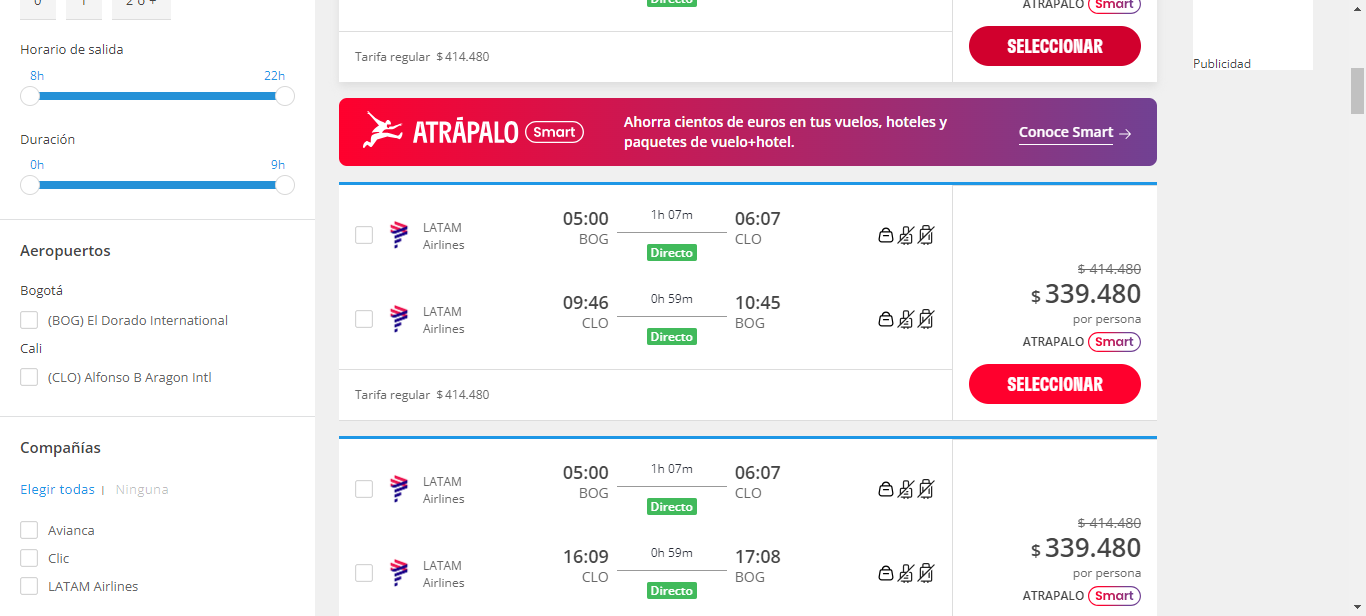 0 1 2 o +
Horario de salida
8h 22h
Duración
0h 9h
Aeropuertos
Bogotá
(BOG) El Dorado International
Cali
(CLO) Alfonso B Aragon Intl
Compañías
Elegir todas | Ninguna
Avianca
Clic
LATAM Airlines
Directo
ATRAPALO Smart
SELECCIONAR
Tarifa regular $ 414.480
ATRÁPALO Smart
Ahorra cientos de euros en tus vuelos, hoteles y
paquetes de vuelo+hotel.
Conoce Smart →
LATAM
Airlines
05:00 1h 07m 06:07
BOG Directo CLO
LATAM
Airlines
09:46 0h 59m 10:45
CLO Directo BOG
$ 414.480
$ 339.480
por persona
ATRAPALO Smart
SELECCIONAR
Tarifa regular $ 414.480
LATAM
Airlines
05:00 1h 07m 06:07
BOG Directo CLO
LATAM
Airlines
16:09 0h 59m 17:08
CLO Directo BOG
$ 414.480
$ 339.480
por persona
ATRAPALO Smart
Publicidad